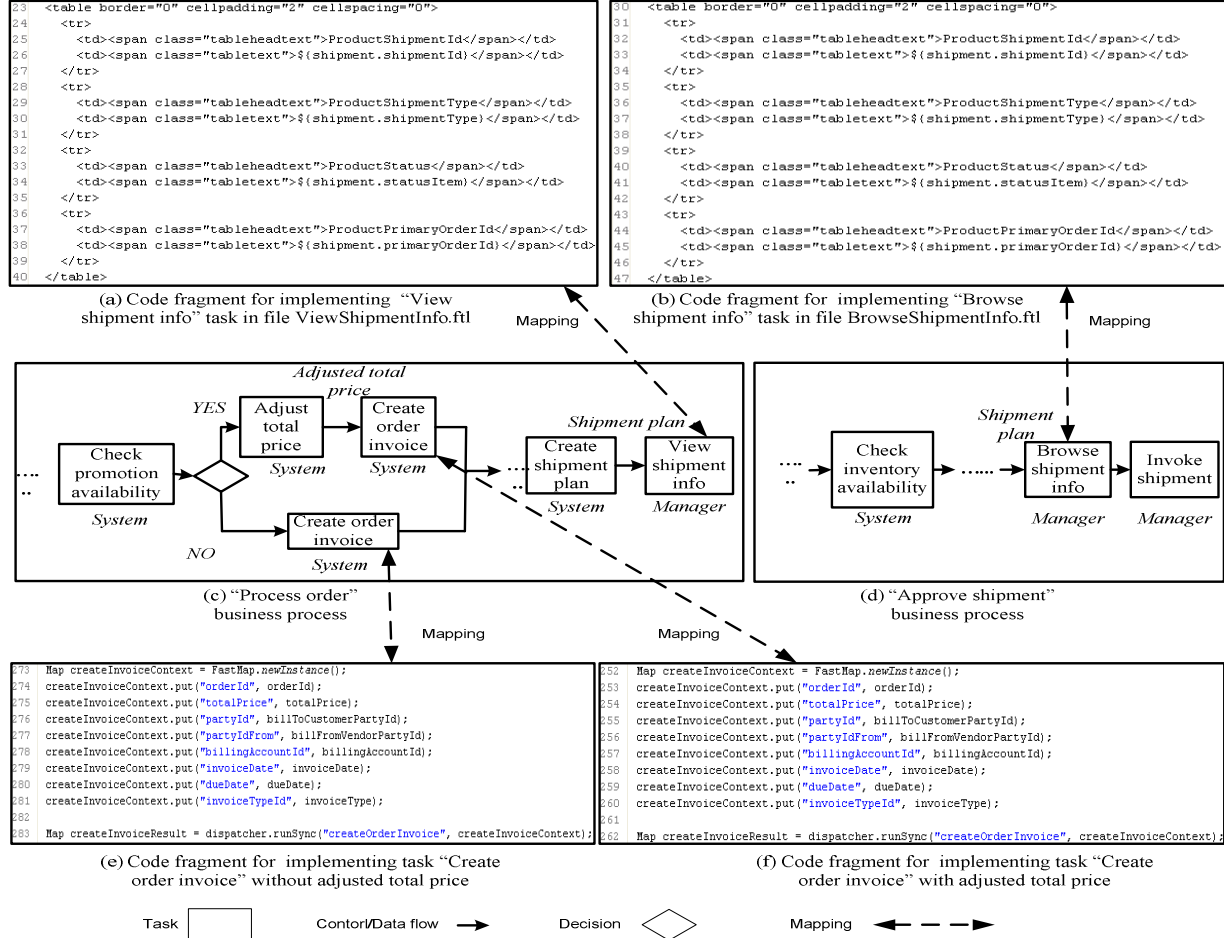 23 <table border="0" cellpadding="2" cellspacing="0">
24 <tr>
25 <td><span class="tableheadtext">ProductShipmentId</span></td>
26 <td><span class="tabletext">${shipment.shipmentId}</span></td>
27 </tr>
28 <tr>
29 <td><span class="tableheadtext">ProductShipmentType</span></td>
30 <td><span class="tabletext">${shipment.shipmentType}</span></td>
31 </tr>
32 <tr>
33 <td><span class="tableheadtext">ProductStatus</span></td>
34 <td><span class="tabletext">${shipment.statusItem}</span></td>
35 </tr>
36 <tr>
37 <td><span class="tableheadtext">ProductPrimaryOrderId</span></td>
38 <td><span class="tabletext">${shipment.primaryOrderId}</span></td>
39 </tr>
40 </table>
30 <table border="0" cellpadding="2" cellspacing="0">
31 <tr>
32 <td><span class="tableheadtext">ProductShipmentId</span></td>
33 <td><span class="tabletext">${shipment.shipmentId}</span></td>
34 </tr>
35 <tr>
36 <td><span class="tableheadtext">ProductShipmentType</span></td>
37 <td><span class="tabletext">${shipment.shipmentType}</span></td>
38 </tr>
39 <tr>
40 <td><span class="tableheadtext">ProductStatus</span></td>
41 <td><span class="tabletext">${shipment.statusItem}</span></td>
42 </tr>
43 <tr>
44 <td><span class="tableheadtext">ProductPrimaryOrderId</span></td>
45 <td><span class="tabletext">${shipment.primaryOrderId}</span></td>
46 </tr>
47 </table>
(a) Code fragment for implementing “View
shipment info” task in file ViewShipmentInfo.ftl
(b) Code fragment for implementing “Browse
shipment info” task in file BrowseShipmentInfo.ftl
Mapping
Mapping
Adjusted total
price
YES
Adjust
total
price
System
Create
order
invoice
System
.... ..
Check
promotion
availability
System
NO
Create order
invoice
System
.... ..
Shipment plan
Create
shipment
plan
System
View
shipment
info
Manager
.... ..
Check
inventory
availability
System
......
Shipment
plan
Browse
shipment
info
Manager
Invoke
shipment
Manager
(c) “Process order”
business process
(d) “Approve shipment”
business process
Mapping
Mapping
273 Map createInvoiceContext = FastMap.newInstance();
274 createInvoiceContext.put("orderId", orderId);
275 createInvoiceContext.put("totalPrice", totalPrice);
276 createInvoiceContext.put("partyId", billToCustomerPartyId);
277 createInvoiceContext.put("partyIdFrom", billFromVendorPartyId);
278 createInvoiceContext.put("billingAccountId", billingAccountId);
279 createInvoiceContext.put("invoiceDate", invoiceDate);
280 createInvoiceContext.put("dueDate", dueDate);
281 createInvoiceContext.put("invoiceTypeId", invoiceType);
282
283 Map createInvoiceResult = dispatcher.runSync("createOrderInvoice", createInvoiceContext);
252 Map createInvoiceContext = FastMap.newInstance();
253 createInvoiceContext.put("orderId", orderId);
254 createInvoiceContext.put("totalPrice", totalPrice);
255 createInvoiceContext.put("partyId", billToCustomerPartyId);
256 createInvoiceContext.put("partyIdFrom", billFromVendorPartyId);
257 createInvoiceContext.put("billingAccountId", billingAccountId);
258 createInvoiceContext.put("invoiceDate", invoiceDate);
259 createInvoiceContext.put("dueDate", dueDate);
260 createInvoiceContext.put("invoiceTypeId", invoiceType);
261
262 Map createInvoiceResult = dispatcher.runSync("createOrderInvoice", createInvoiceContext);
(e) Code fragment for implementing task “Create
order invoice” without adjusted total price
(f) Code fragment for implementing task “Create
order invoice” with adjusted total price
Task
Contorl/Data flow
Decision
Mapping